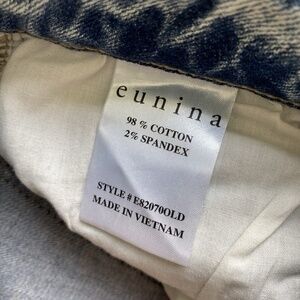 eunina
98 % COTTON
2% SPANDEX
STYLE # E82070OLD
MADE IN VIETNAM